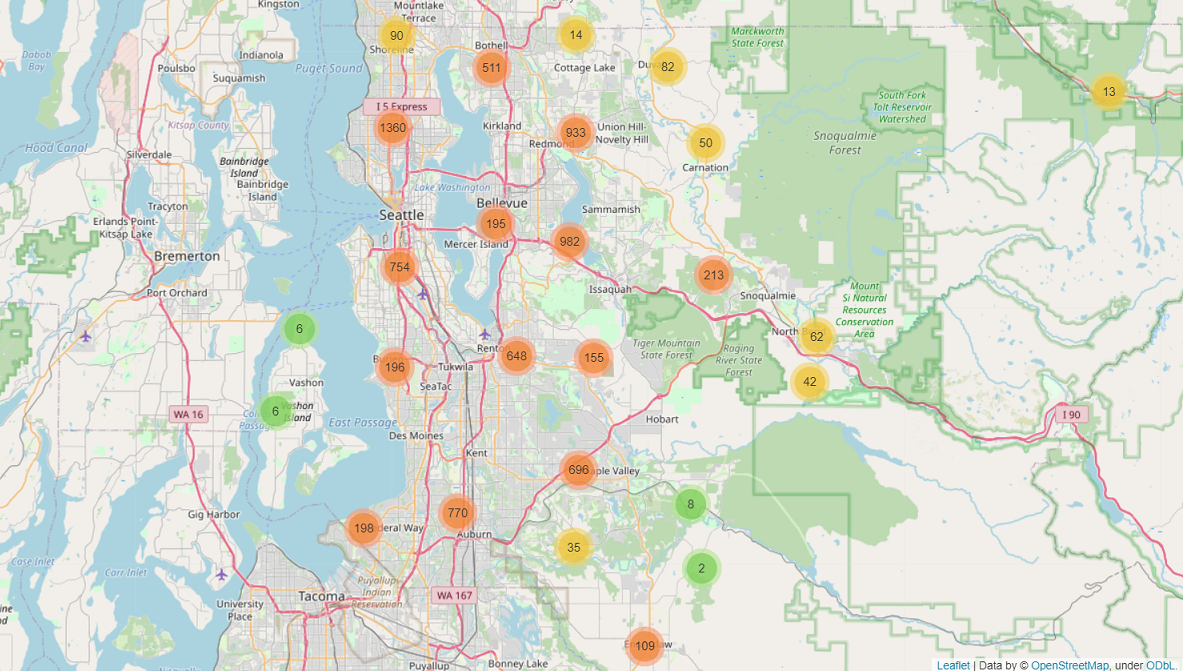 Kingston
Mountlake
Terrace
90
Shoreline
14
Bothell
Dabob
Bay
Indianola
Poulsbo
Puget Sound
511
Cottage Lake
82
Marckworth
State Forest
Suquamish
13
I 5 Express
South Fork
Tolt Reservoir
Watershed
Kitsap County
1360
Kirkland
933
Union Hill-
Novelty Hill
Redmond
50
Snoqualmie
Forest
Hood Canal
Silverdale
Bainbridge
Island
Carnation
Bainbridge
Island
Lake Washington
Tracyton
Bellevue
Sammamish
Seattle
Erlands Point-
Kitsap Lake
195
Mercer Island
982
Bremerton
754
213
Issaquah
Port Orchard
Snoqualmie
Mount
Si Natural
Resources
Conservation
Area
6
North
62
Tiger Mountain
State Forest
Raging
River State
Forest
648
155
196
Tukwila
SeaTac
42
Vashon
6
Vashon
Island
WA 16
East Passage
Hobart
I 90
Des Moines
Kent
696
Maple Valley
8
Gig Harbor
770
198
Federal Way
Auburn
35
Case Inlet
Carr Inlet
2
Puyallup
Indian
Reservation
University
Place
Tacoma
WA 167
109
Puyallup
Bonney Lake
Leaflet | Data by © OpenStreetMap, under ODbL.